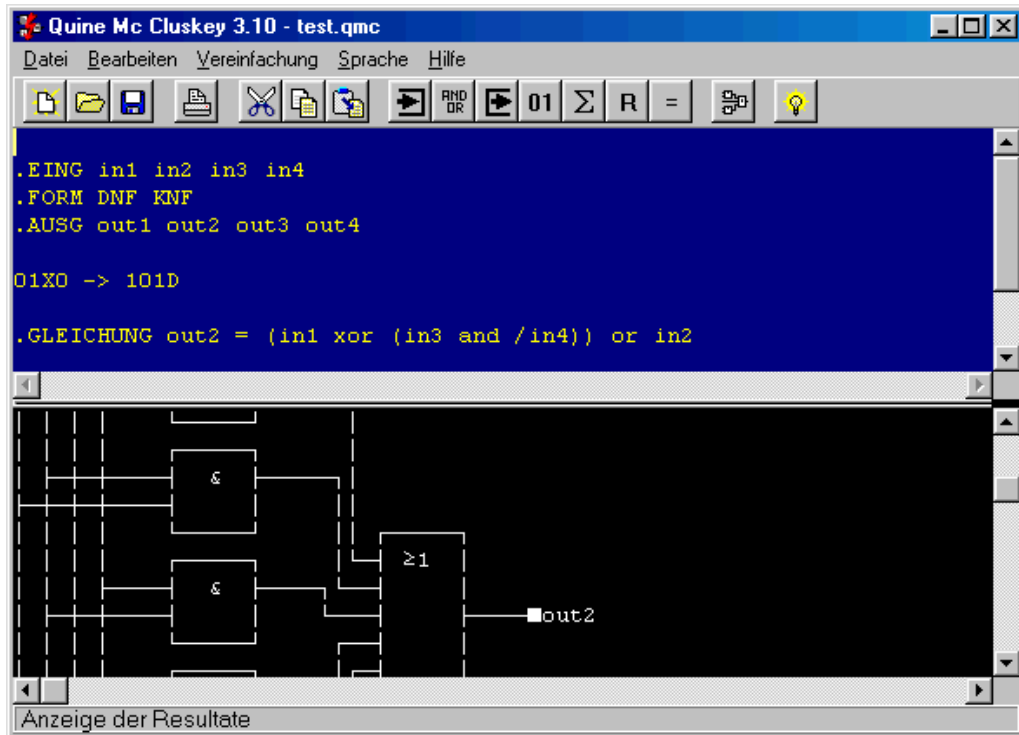 Quine Mc Cluskey 3.10 - test.qmc
Datei Bearbeiten Vereinfachung Sprache Hilfe
AND OR 01 Σ R =
.EING in1 in2 in3 in4
.FORM DNF KNF
.AUSG out1 out2 out3 out4
01X0 -> 101D
.GLEICHUNG out2 = (in1 xor (in3 and /in4)) or in2
&
≥1
&
out2
Anzeige der Resultate